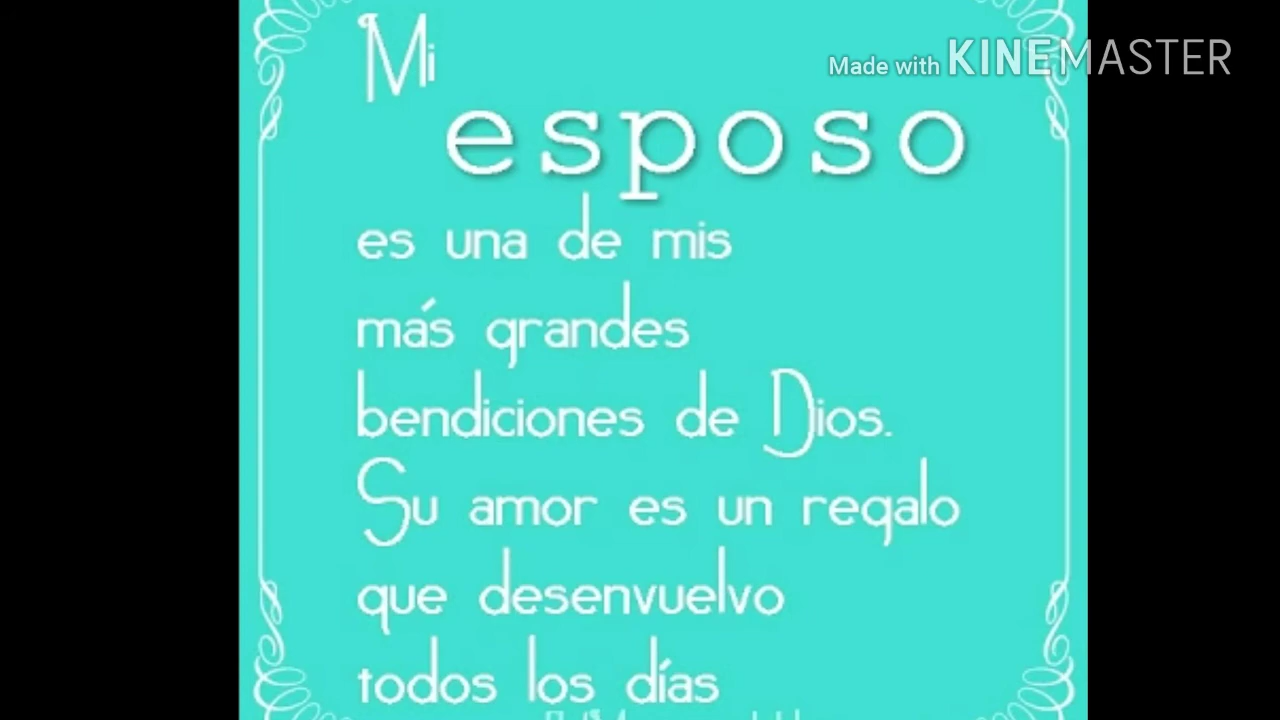 Mi
Made with KINEMASTER
esposo
es una de mis
más grandes
bendiciones de Dios.
Su amor es un regalo
que desenvuelvo
todos los días